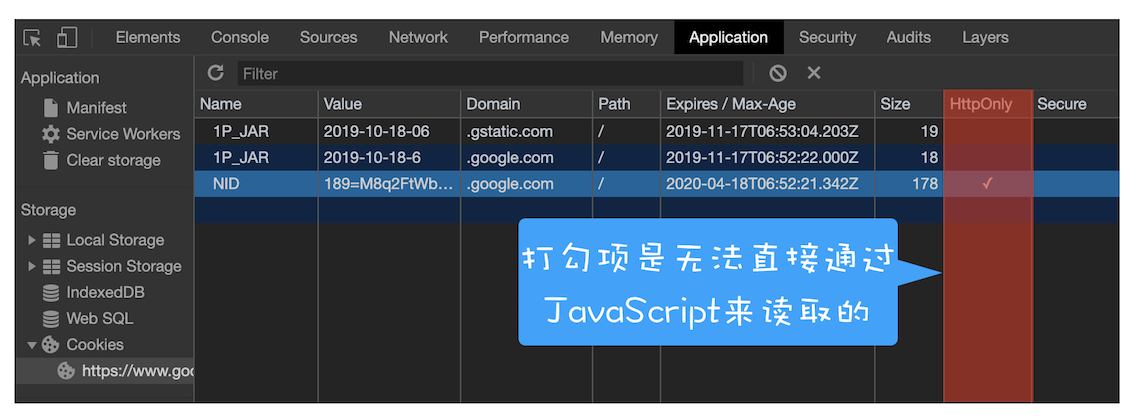 Elements Console Sources Network Performance Memory Application Security Audits Layers
Application
Filter
Manifest
Service Workers
Clear storage
Name Value Domain Path Expires / Max-Age Size HttpOnly Secure
1P_JAR 2019-10-18-06 .gstatic.com / 2019-11-17T06:53:04.203Z 19
1P_JAR 2019-10-18-6 .google.com / 2019-11-17T06:52:22.000Z 18
NID 189=M8q2FtWb... .google.com / 2020-04-18T06:52:21.342Z 178 ✓
Storage
Local Storage
Session Storage
IndexedDB
Web SQL
Cookies
https://www.goo
打勾项是无法直接通过
JavaScript来读取的